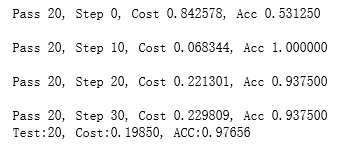 Pass 20, Step 0, Cost 0.842578, Acc 0.531250
Pass 20, Step 10, Cost 0.068344, Acc 1.000000
Pass 20, Step 20, Cost 0.221301, Acc 0.937500
Pass 20, Step 30, Cost 0.229809, Acc 0.937500
Test:20, Cost:0.19850, ACC:0.97656